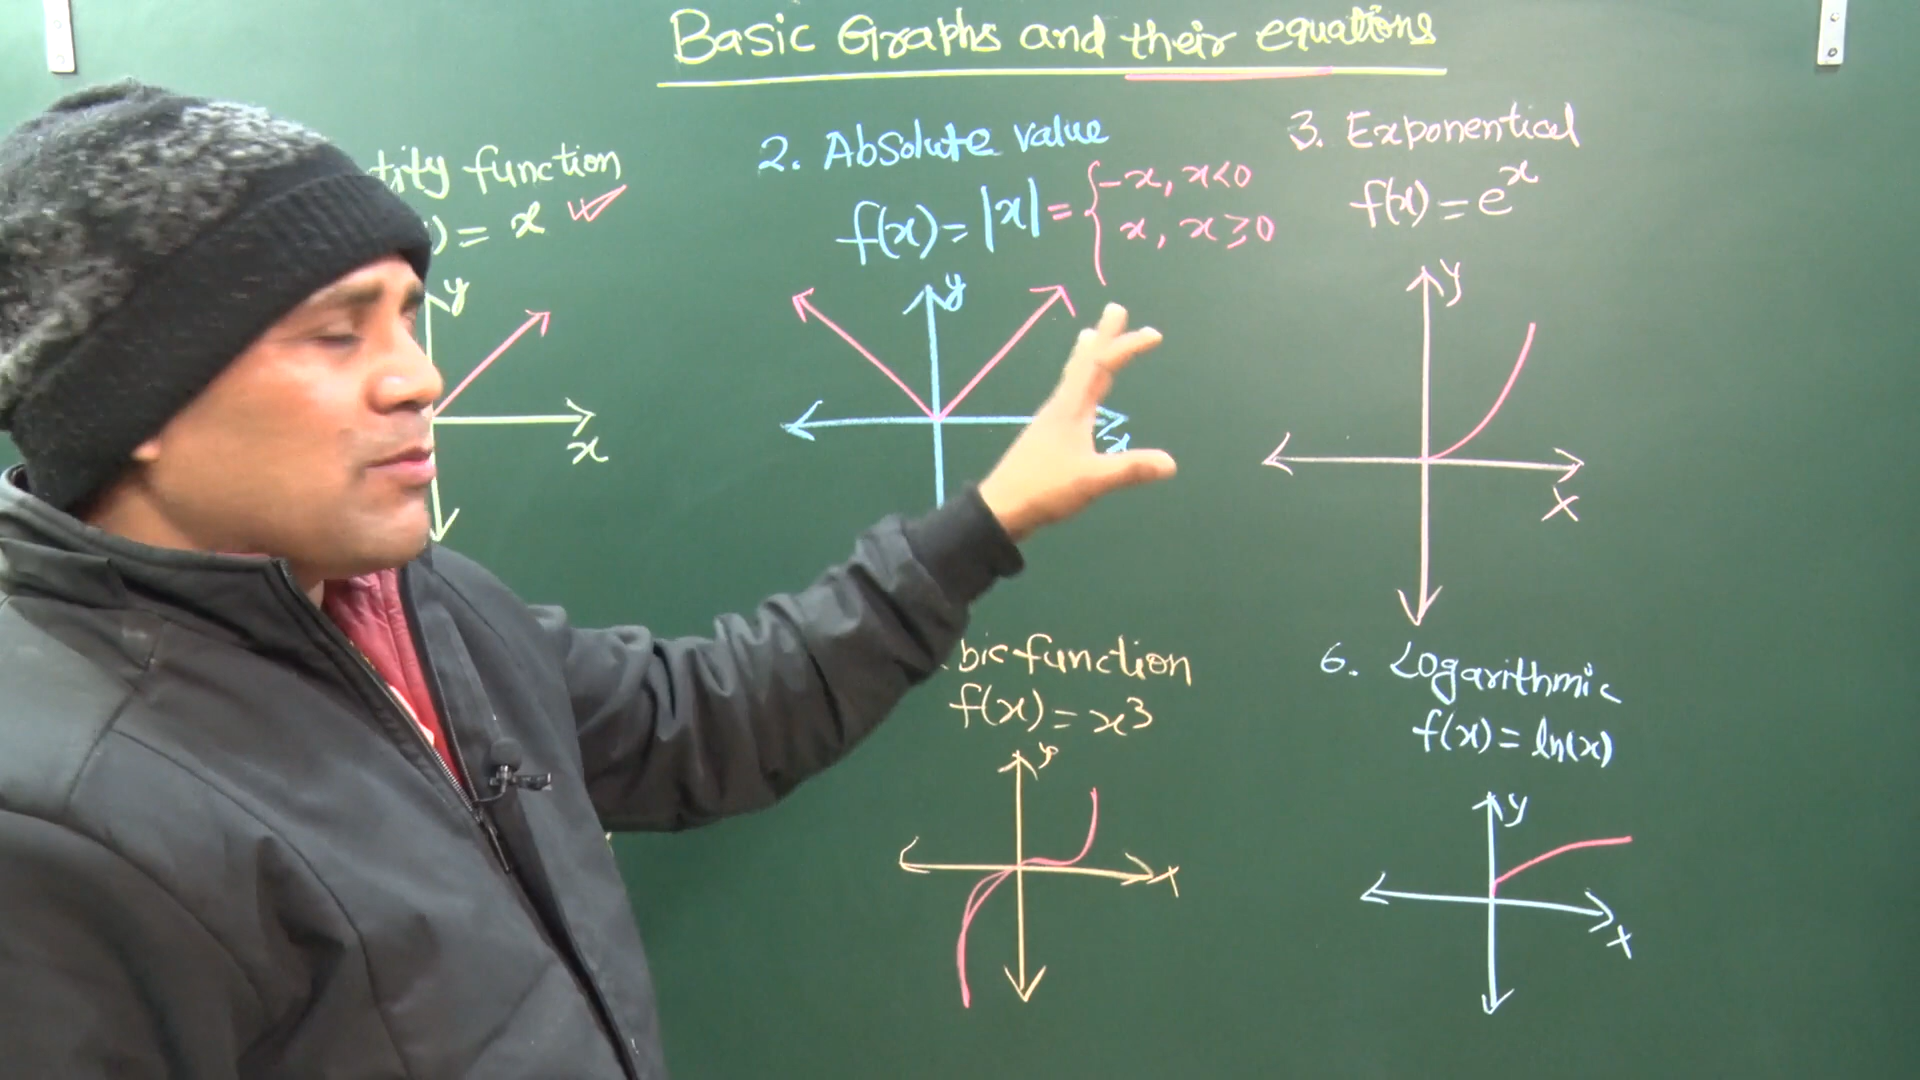 Basic Graphs and their equations
tity function
) = x
y
x
2. Absolute value
f(x) = |x| = { -x, x<0
x, x ≥ 0
y
x
3. Exponential
f(x) = e^x
y
x
bic function
f(x) = x^3
y
x
6. Logarithmic
f(x) = ln(x)
y
x